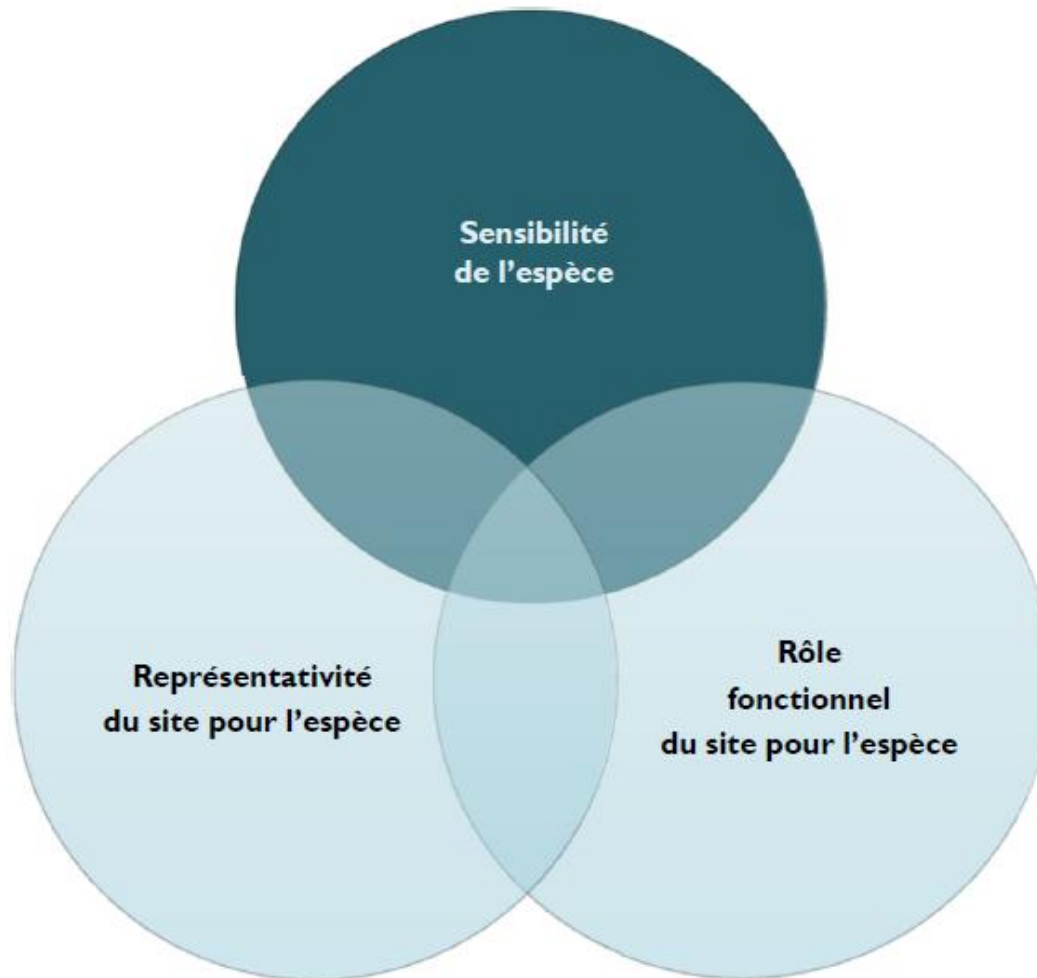 Sensibilité
de l’espèce
Représentativité
du site pour l’espèce
Rôle
fonctionnel
du site pour l’espèce